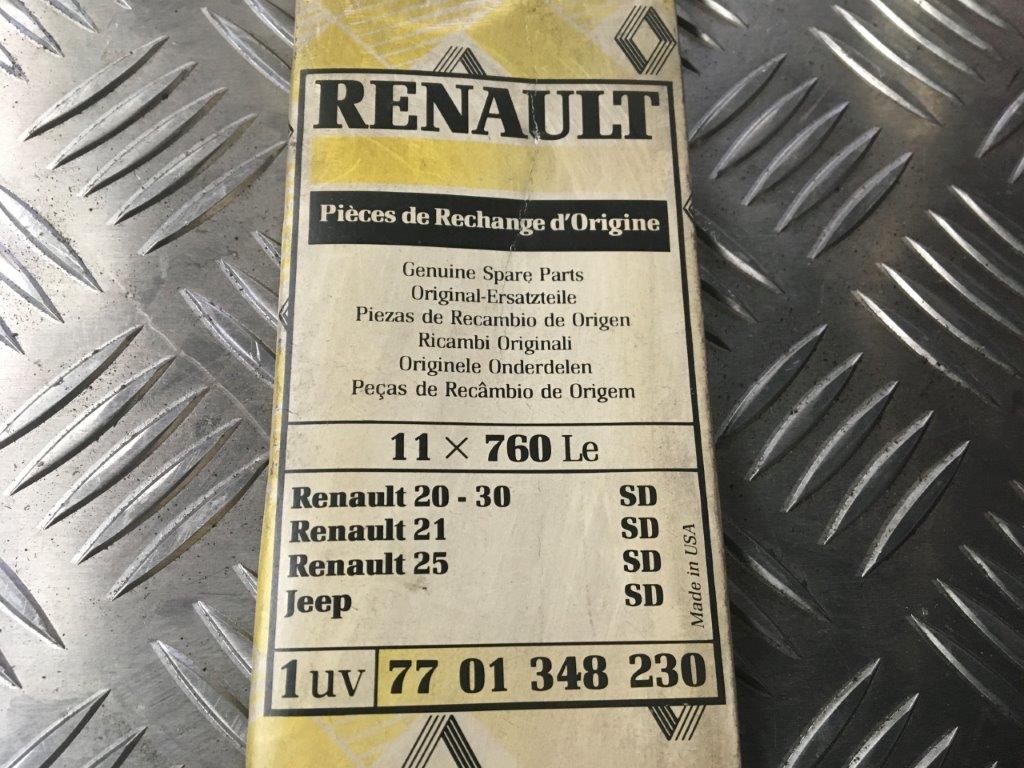 RENAULT
Pièces de Rechange d'Origine
Genuine Spare Parts
Original-Ersatzteile
Piezas de Recambio de Origen
Ricambi Originali
Originele Onderdelen
Peças de Recâmbio de Origem
11 × 760 Le
Renault 20 - 30 SD
Renault 21 SD
Renault 25 SD
Jeep SD
Made in USA
1 uv 77 01 348 230